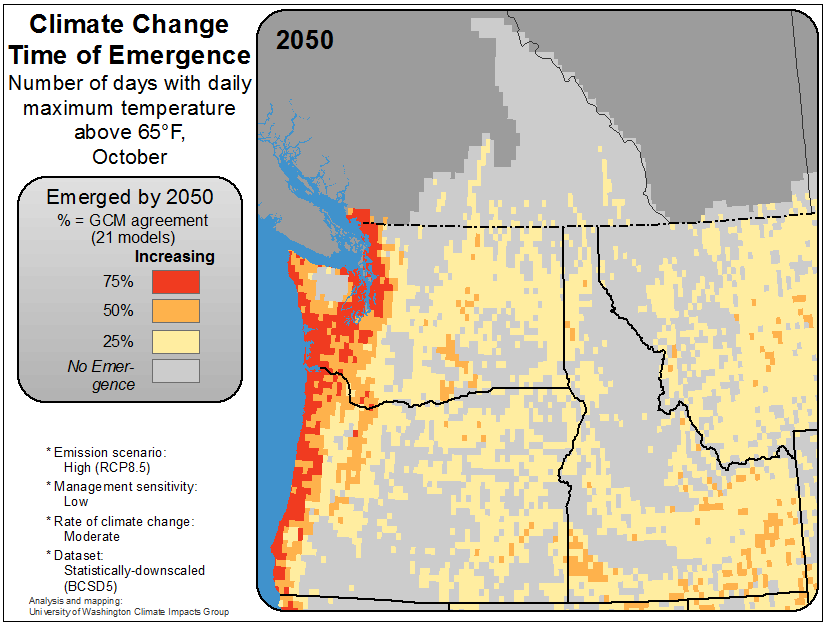 Climate Change
Time of Emergence
Number of days with daily
maximum temperature
above 65°F,
October
2050
Emerged by 2050
% = GCM agreement
(21 models)
Increasing
75%
50%
25%
No Emer-
gence
* Emission scenario:
High (RCP8.5)
* Management sensitivity:
Low
* Rate of climate change:
Moderate
* Dataset:
Statistically-downscaled
(BCSD5)
Analysis and mapping:
University of Washington Climate Impacts Group